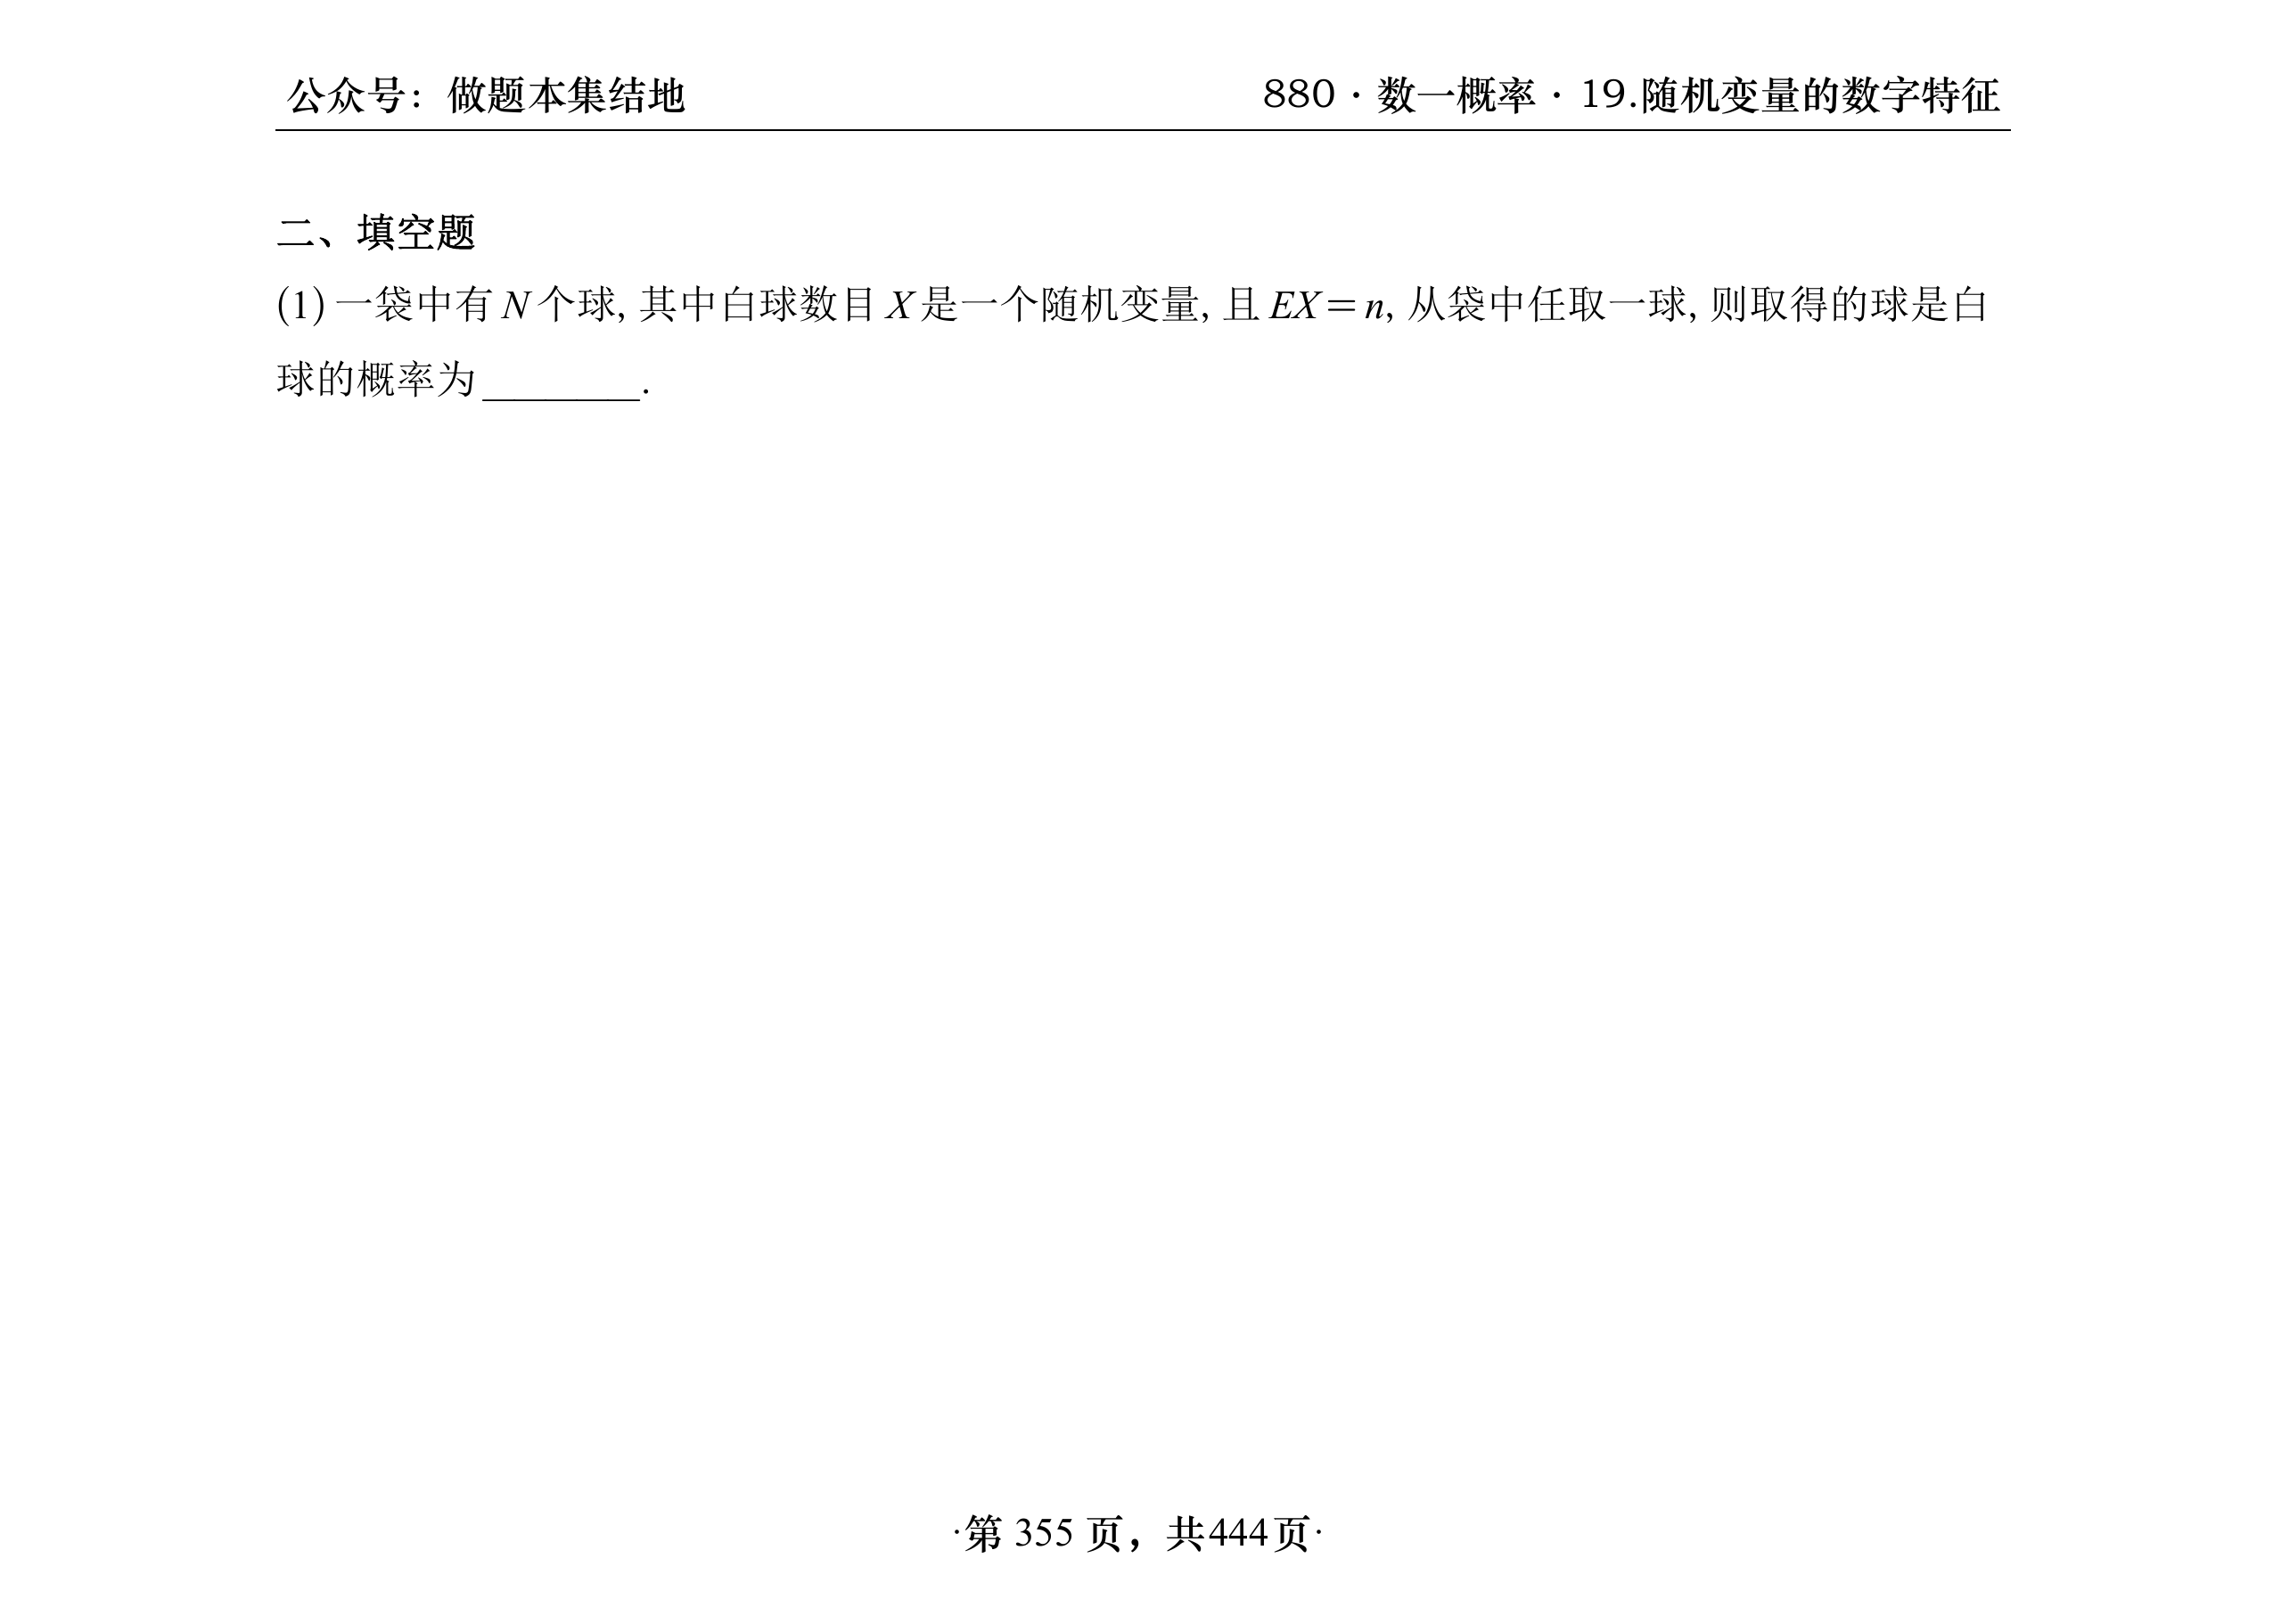 公众号：做题本集结地 880·数一概率·19.随机变量的数字特征
二、填空题
(1) 一袋中有 N 个球, 其中白球数目 X 是一个随机变量, 且 EX = n, 从袋中任取一球, 则取得的球是白
球的概率为________.
·第 355 页，共444页·